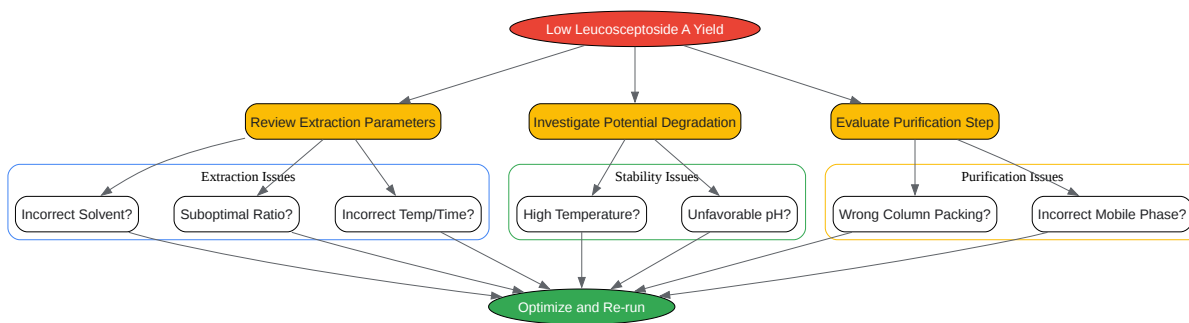 Low Leucosceptoside A Yield
Review Extraction Parameters
Investigate Potential Degradation
Evaluate Purification Step
Extraction Issues
Stability Issues
Purification Issues
Incorrect Solvent?
Suboptimal Ratio?
Incorrect Temp/Time?
High Temperature?
Unfavorable pH?
Wrong Column Packing?
Incorrect Mobile Phase?
Optimize and Re-run